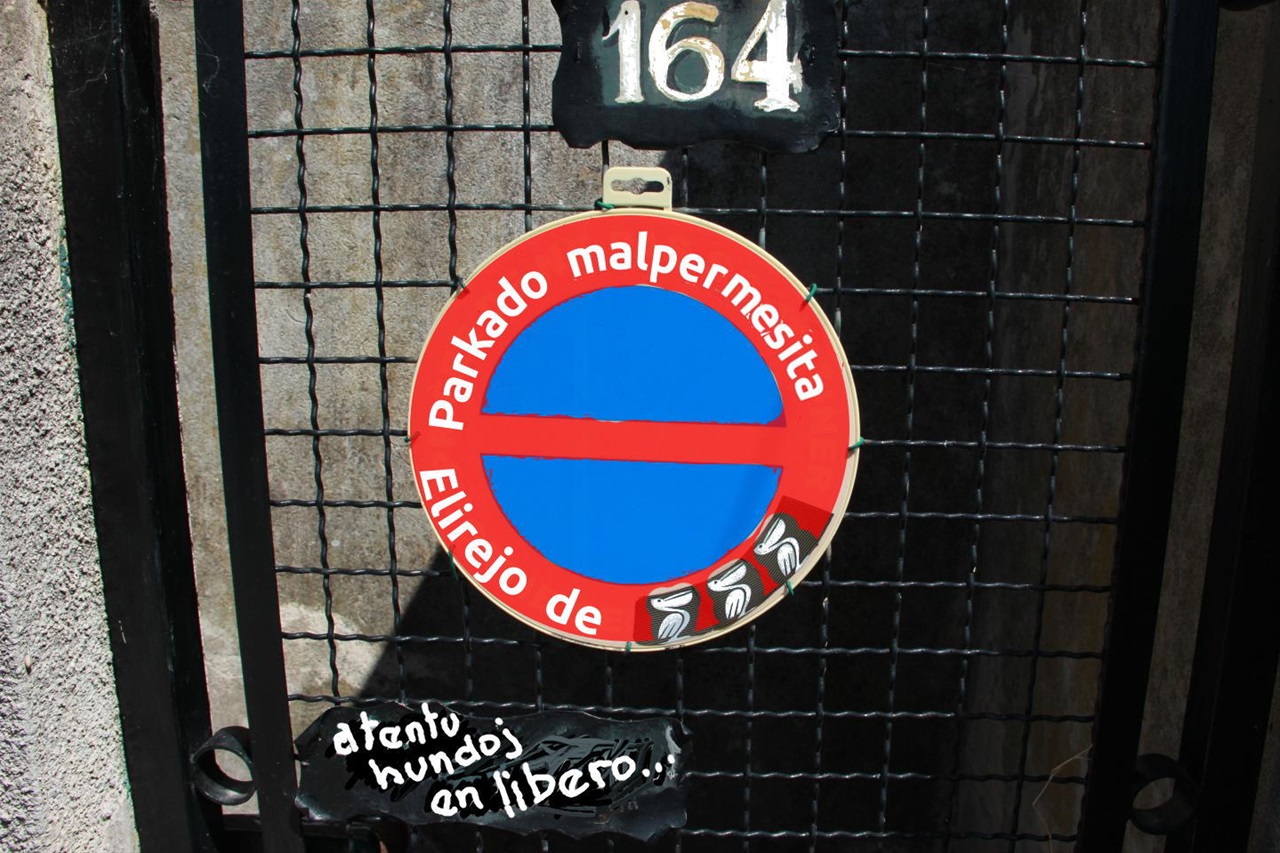 164
Parkado malpermesita
Elirejo de
atentu
hundoj
en libero...